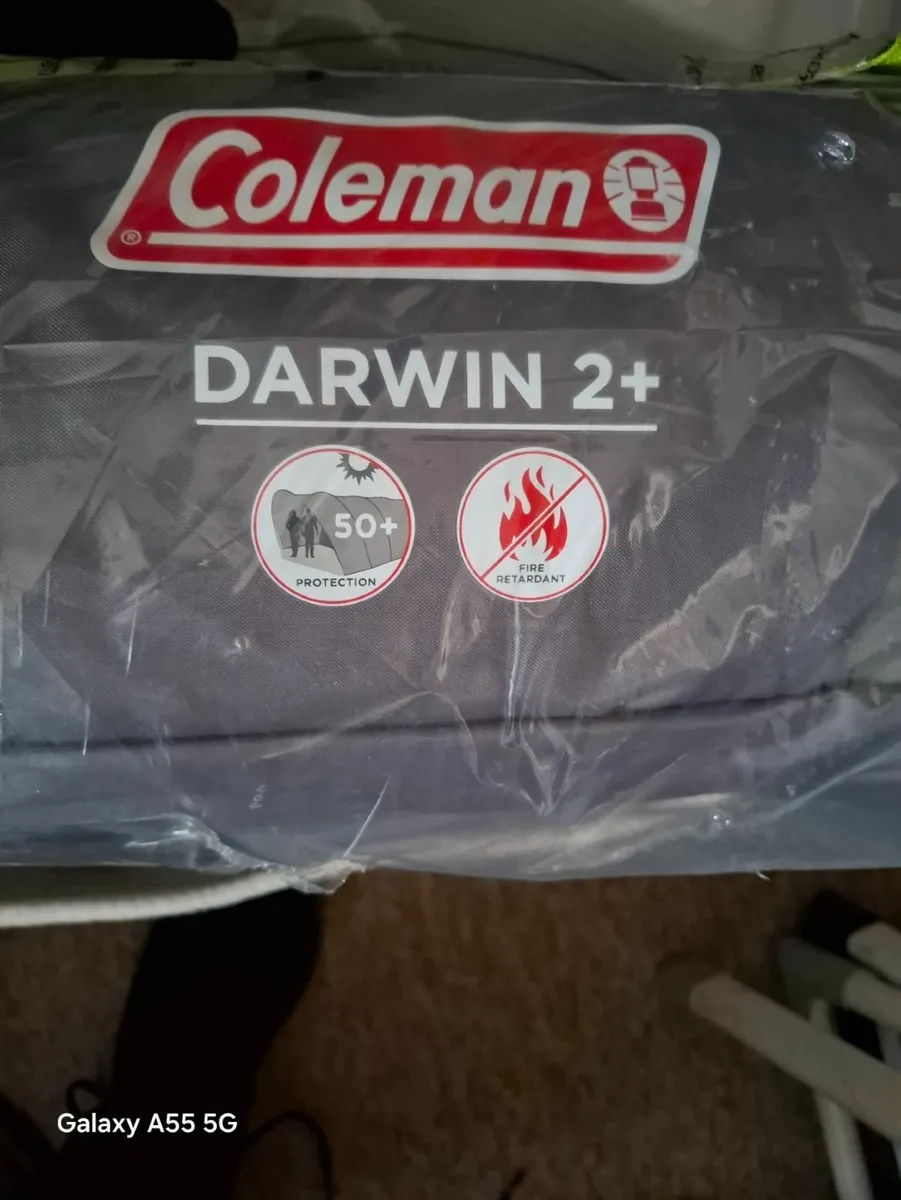 Coleman
®
DARWIN 2+
50+
PROTECTION
FIRE
RETARDANT
Galaxy A55 5G